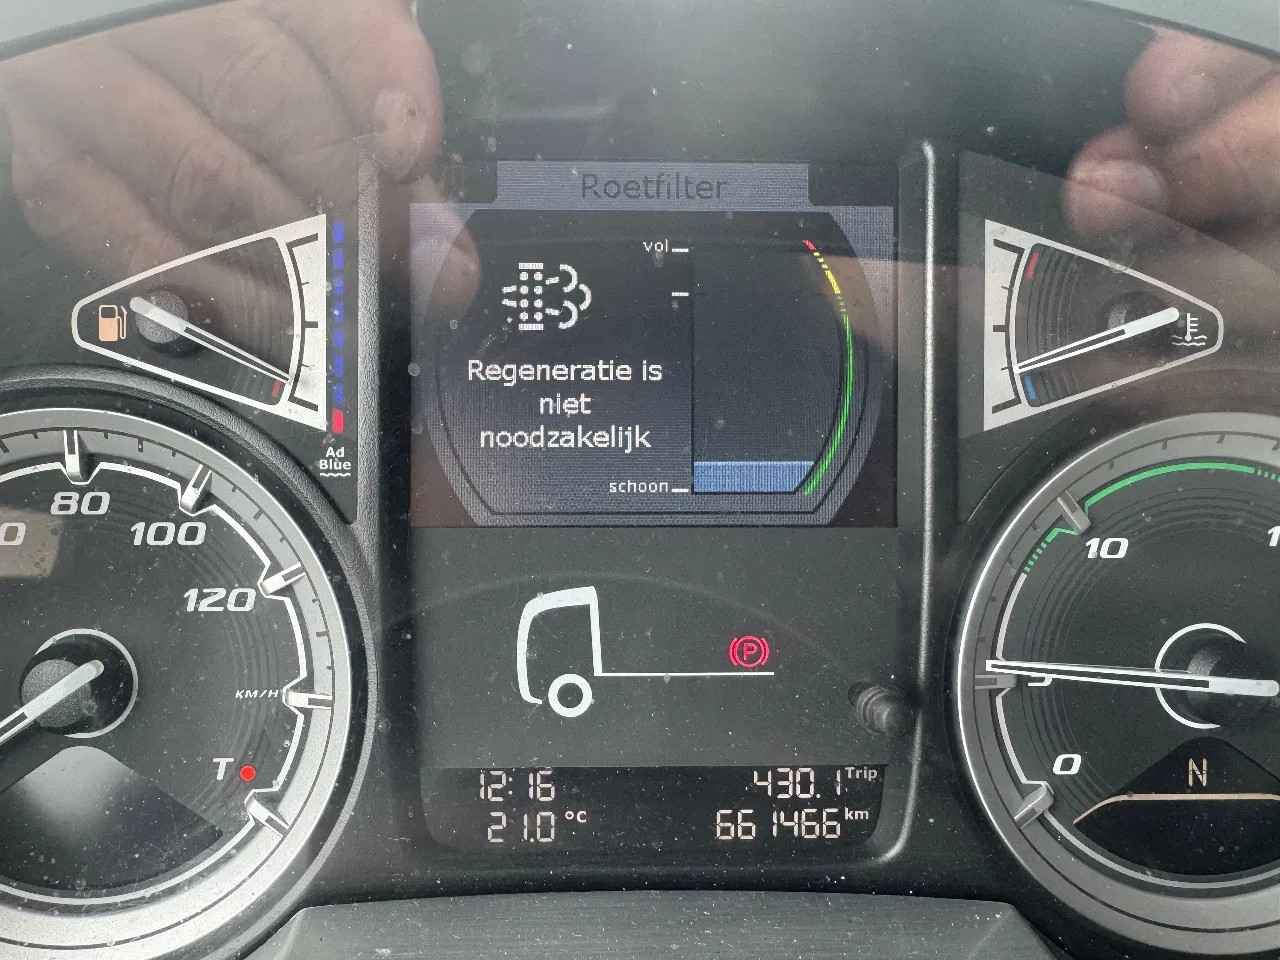 Roetfilter
vol
Regeneratie is
niet
noodzakelijk
schoon
Ad
Blue
80
100
120
KM/H
T
10
5
0
N
P
12:16
430.1 Trip
21.0 °C
661466 km